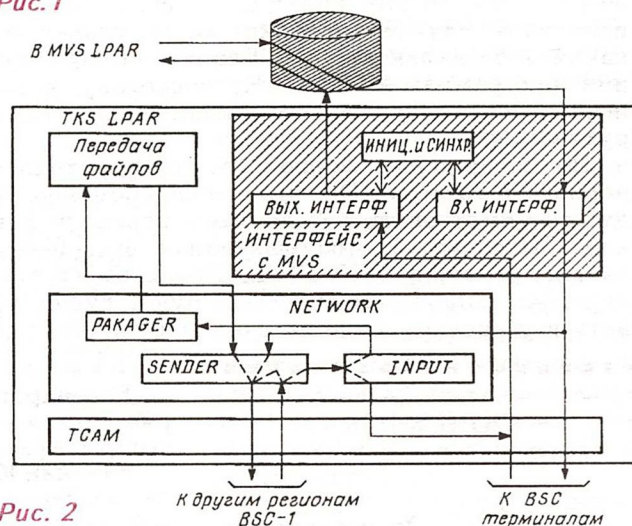 Рис. 1
В MVS LPAR
TKS LPAR
Передача
файлов
ИНИЦ. И СИНХР.
ВЫХ. ИНТЕРФ.
ВХ. ИНТЕРФ.
ИНТЕРФЕЙС
С MVS
NETWORK
PAKAGER
SENDER
INPUT
TCAM
К другим регионам
BSC-1
К BSC
терминалам
Рис. 2